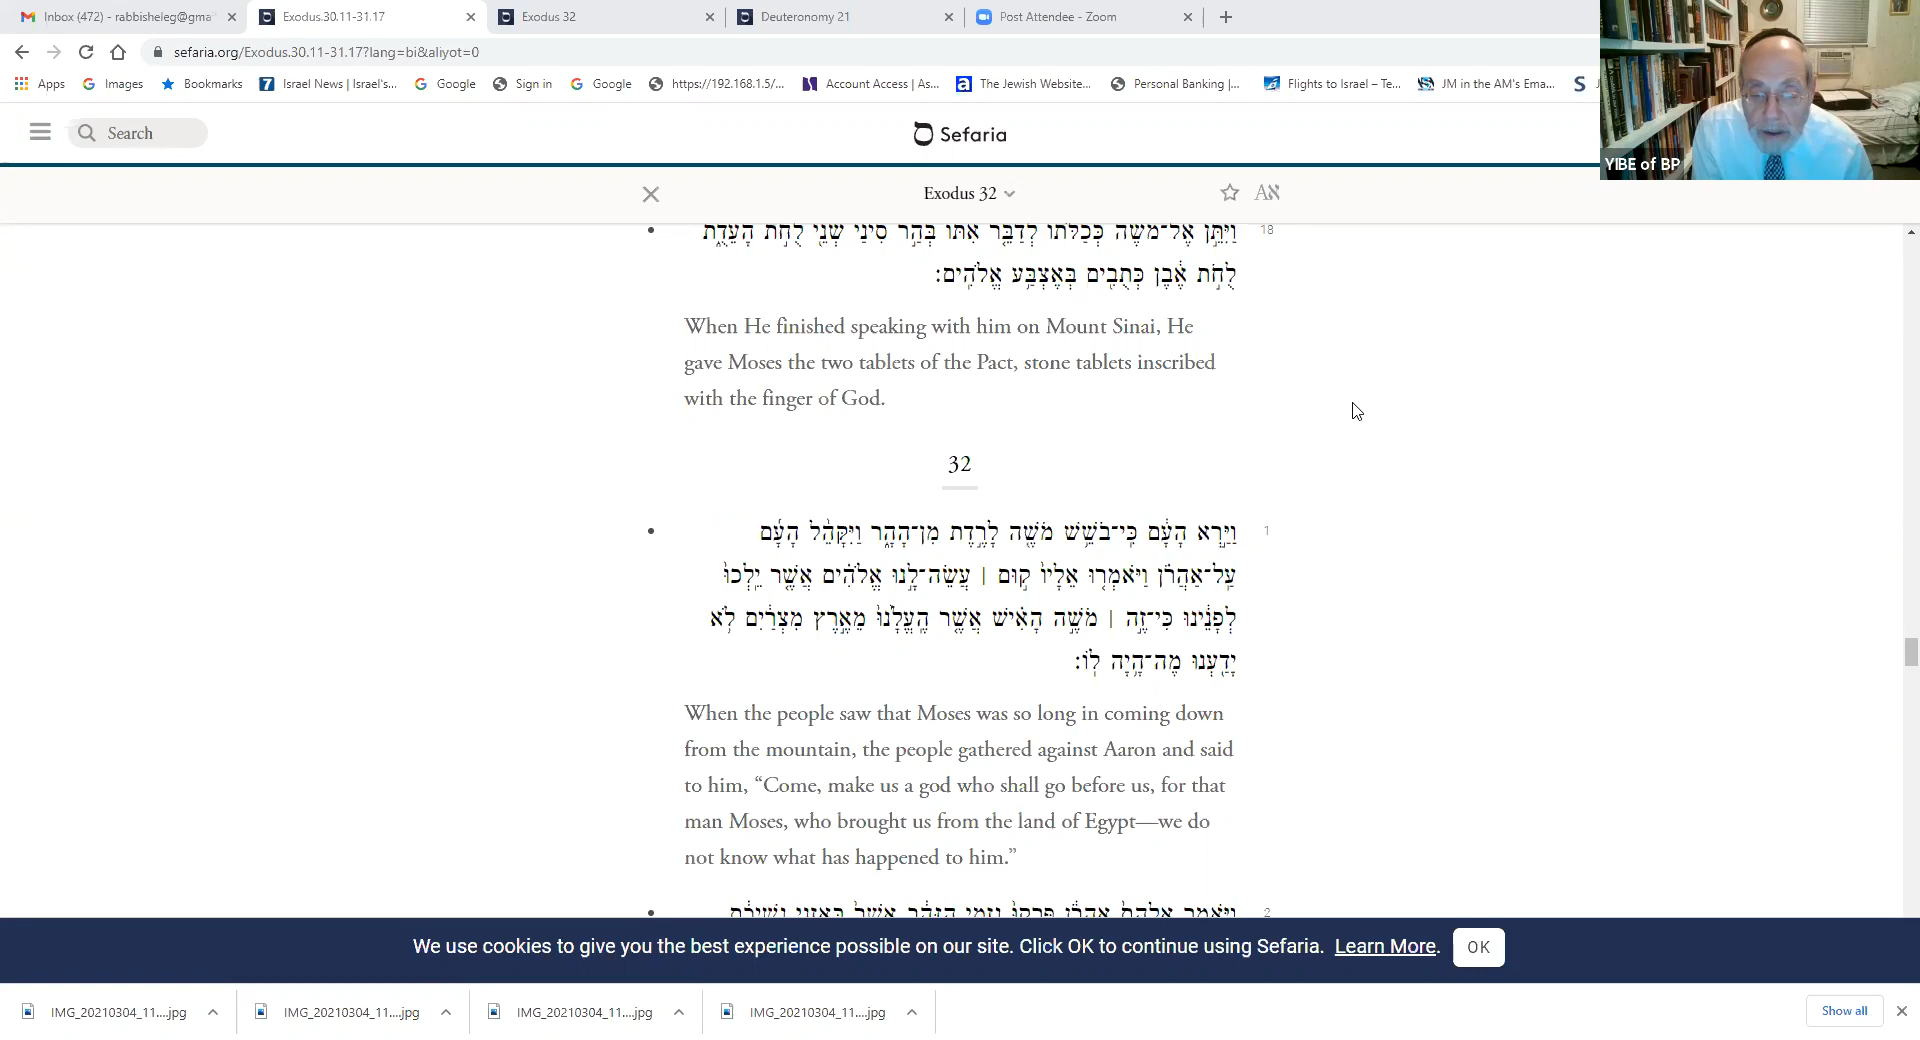 Inbox (472) - rabbisheleg@gma
Exodus.30.11-31.17
Exodus 32
Deuteronomy 21
Post Attendee - Zoom
sefaria.org/Exodus.30.11-31.17?lang=bi&aliyot=0
Apps
Images
Bookmarks
Israel News | Israel's...
Google
Sign in
Google
https://192.168.1.5/...
Account Access | As...
The Jewish Website...
Personal Banking |...
Flights to Israel – Te...
JM in the AM's Ema...
Search
Sefaria
YIBE of BP
Exodus 32
18
וַיִּתֵּ֣ן אֶל־מֹשֶׁ֗ה כְּכַלֹּתוֹ֙ לְדַבֵּ֤ר אִתּוֹ֙ בְּהַ֣ר סִינַ֔י שְׁנֵ֖י לֻחֹ֣ת הָעֵדֻ֑ת
לֻחֹ֣ת אֶ֔בֶן כְּתֻבִ֖ים בְּאֶצְבַּ֥ע אֱלֹהִֽים׃
When He finished speaking with him on Mount Sinai, He
gave Moses the two tablets of the Pact, stone tablets inscribed
with the finger of God.
32
1
וַיַּ֣רְא הָעָ֔ם כִּֽי־בֹשֵׁ֥שׁ מֹשֶׁ֖ה לָרֶ֣דֶת מִן־הָהָ֑ר וַיִּקָּהֵ֨ל הָעָ֜ם
עַֽל־אַהֲרֹ֗ן וַיֹּאמְר֤וּ אֵלָיו֙ ק֣וּם ׀ עֲשֵׂה־לָ֣נוּ אֱלֹהִ֗ים אֲשֶׁ֤ר יֵֽלְכוּ֙
לְפָנֵ֔ינוּ כִּי־זֶ֣ה ׀ מֹשֶׁ֣ה הָאִ֗ישׁ אֲשֶׁ֤ר הֶֽעֱלָ֙נוּ֙ מֵאֶ֣רֶץ מִצְרַ֔יִם לֹ֥א
יָדַ֖עְנוּ מֶה־הָ֥יָה לֽוֹ׃
When the people saw that Moses was so long in coming down
from the mountain, the people gathered against Aaron and said
to him, “Come, make us a god who shall go before us, for that
man Moses, who brought us from the land of Egypt—we do
not know what has happened to him.”
2
וַיֹּ֤אמֶר אֲלֵהֶם֙ אַהֲרֹ֔ן פָּֽרְקוּ֙ נִזְמֵ֣י הַזָּהָ֔ב אֲשֶׁר֙ בְּאָזְנֵ֣י נְשֵׁיכֶ֔ם
We use cookies to give you the best experience possible on our site. Click OK to continue using Sefaria. Learn More.
OK
IMG_20210304_11....jpg
IMG_20210304_11....jpg
IMG_20210304_11....jpg
IMG_20210304_11....jpg
Show all